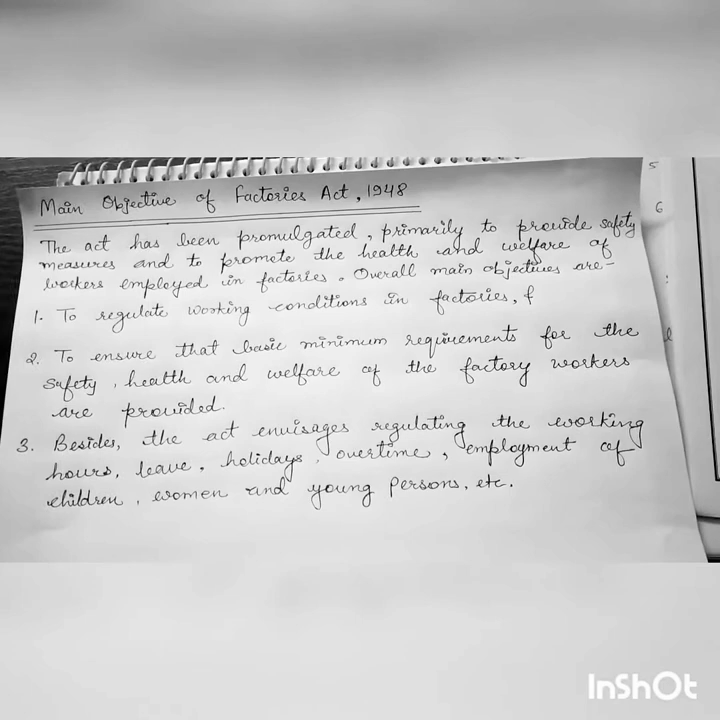 Main Objective of Factories Act, 1948
The act has been promulgated, primarily to provide safety
measures and to promote the health and welfare of
workers employed in factories. Overall main objectives are-
1. To regulate working conditions in factories, &
2. To ensure that basic minimum requirements for the
safety, health and welfare of the factory workers
are provided.
3. Besides, the act envisages regulating the working
hours, leave, holidays, overtime, employment of
children, women and young persons, etc.
5
6
InShOt